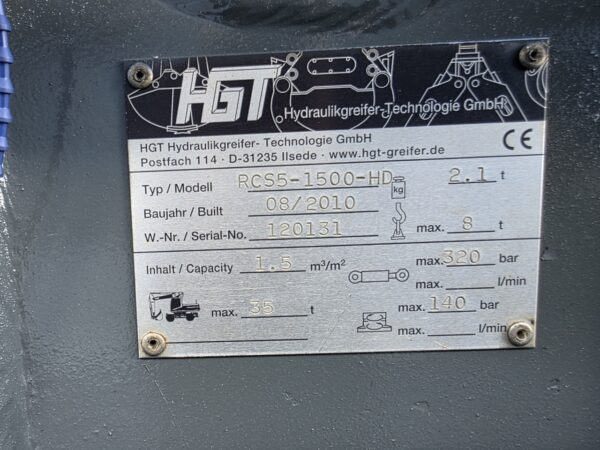 HGT Hydraulikgreifer-Technologie GmbH
HGT Hydraulikgreifer- Technologie GmbH
Postfach 114 · D-31235 Ilsede · www.hgt-greifer.de
CE
Typ / Modell RCS5-1500-HD kg 2.1 t
Baujahr / Built 08/2010
W.-Nr. / Serial-No. 120131 max. 8 t
Inhalt / Capacity 1.5 m³/m² max. 320 bar
max. l/min
max. 35 t max. 140 bar
max. l/min